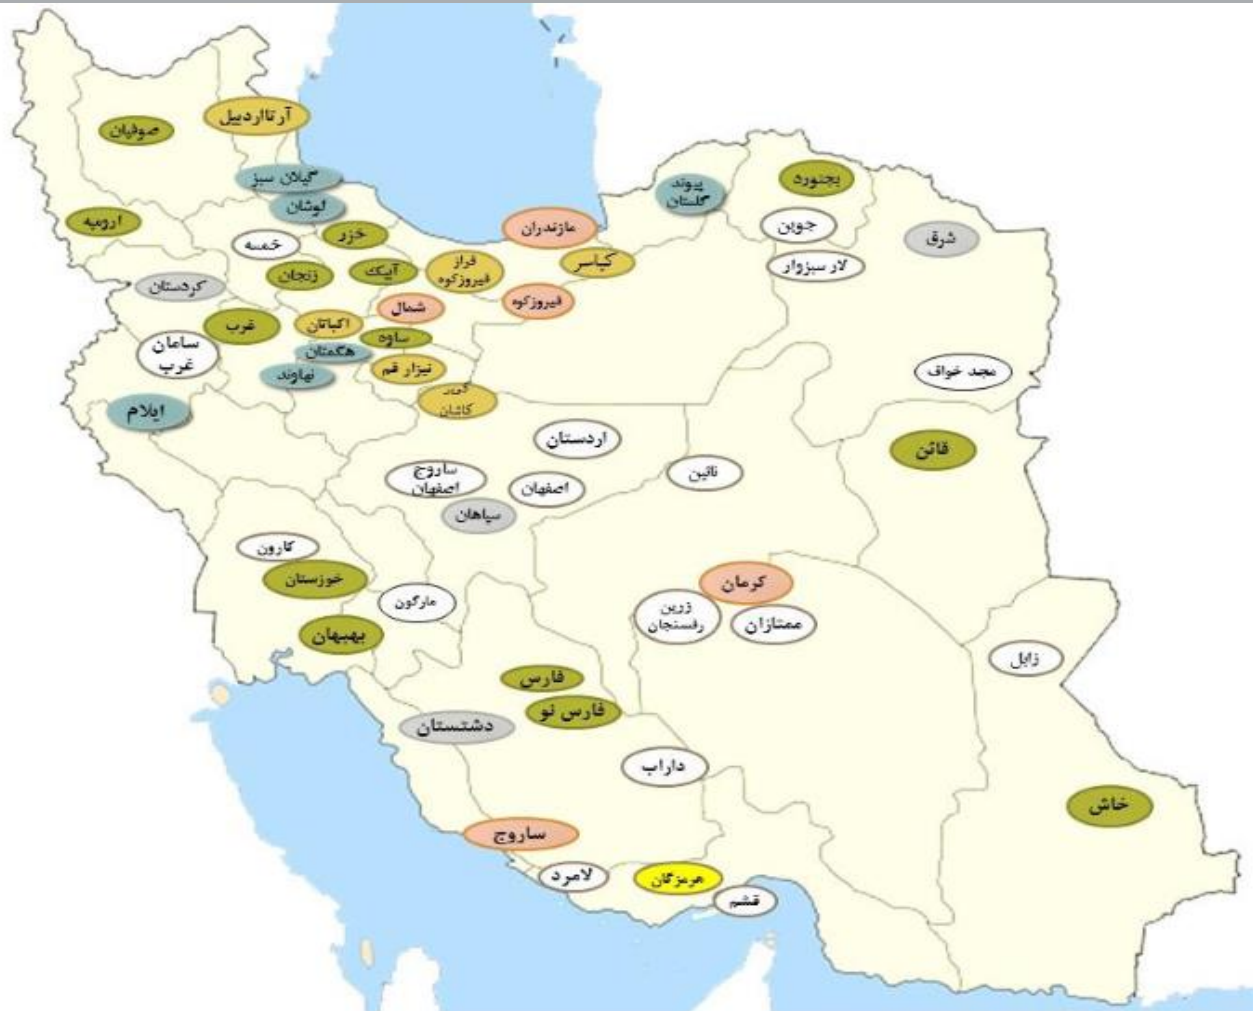 آرتااردبیل
صوفیان
گیلان سبز
لوشان
ارومیه
خزر
خمسه
زنجان
آبیک
فراز
فیروزکوه
مازندران
کیاسر
فیروزکوه
پیوند
گلستان
بجنورد
جوین
لار سبزوار
شرق
کردستان
غرب
سامان
غرب
اکباتان
شمال
ساوه
هگمتان
نهاوند
نیزار قم
کاشان
ایلام
مجد خواف
قائن
اردستان
ساروج
اصفهان
اصفهان
سپاهان
نائین
کارون
خوزستان
مارگون
بهبهان
کرمان
زرین
رفسنجان
ممتازان
زابل
فارس
فارس نو
دشتستان
داراب
خاش
ساروج
لامرد
هرمزگان
قشم